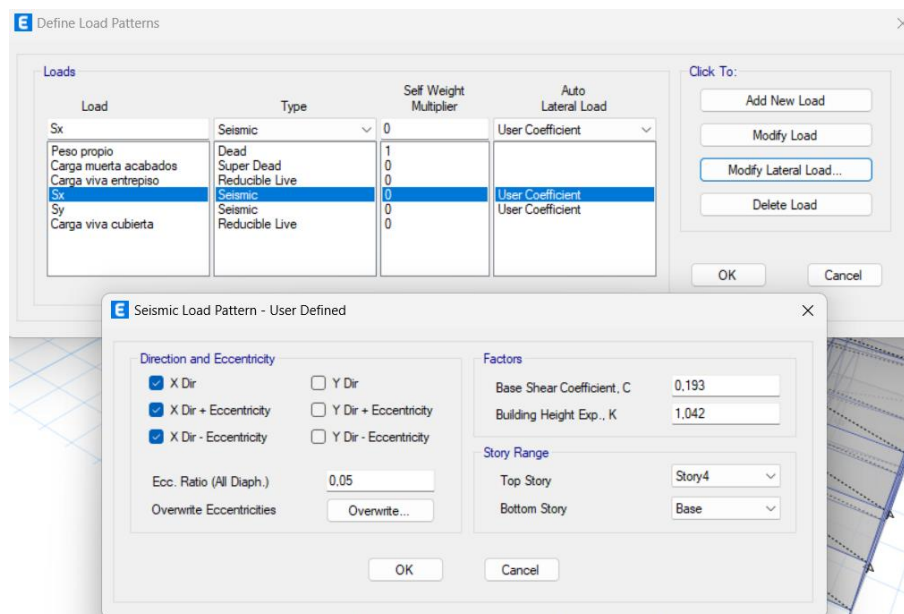 E Define Load Patterns
Loads
Click To:
Load Type Self Weight Multiplier Auto Lateral Load
Sx Seismic 0 User Coefficient
Peso propio Dead 1
Carga muerta acabados Super Dead 0
Carga viva entrepiso Reducible Live 0
Sx Seismic 0 User Coefficient
Sy Seismic 0 User Coefficient
Carga viva cubierta Reducible Live 0
Add New Load
Modify Load
Modify Lateral Load...
Delete Load
OK Cancel
E Seismic Load Pattern - User Defined
Direction and Eccentricity
X Dir Y Dir
X Dir + Eccentricity Y Dir + Eccentricity
X Dir - Eccentricity Y Dir - Eccentricity
Ecc. Ratio (All Diaph.) 0,05
Overwrite Eccentricities Overwrite...
Factors
Base Shear Coefficient, C 0,193
Building Height Exp., K 1,042
Story Range
Top Story Story4
Bottom Story Base
OK Cancel